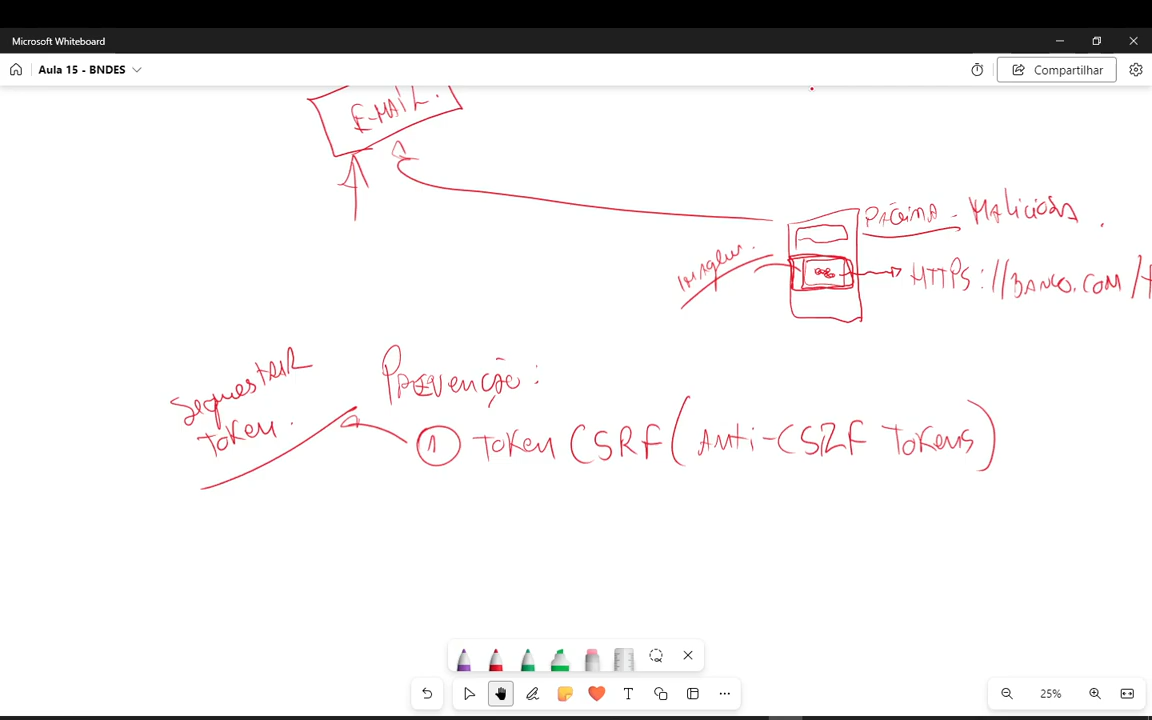 Microsoft Whiteboard
Aula 15 - BNDES
Compartilhar
E-MAIL.
PÁGINA - MALICIOSA.
Imagem.
HTTPS://BANCO.COM/
Sequestrar
Token.
Prevenção:
1 Token CSRF (Anti-CSRF Tokens)
25%